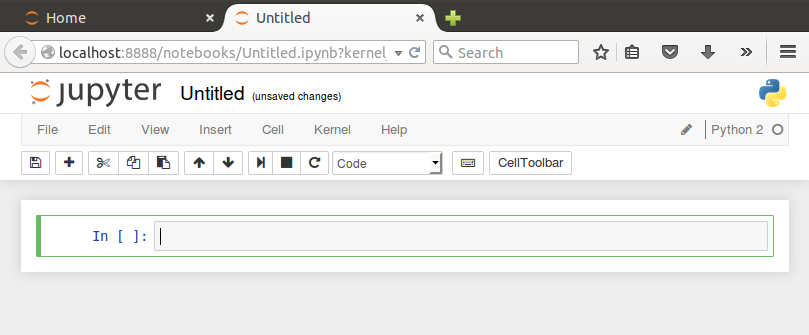 Home
Untitled
localhost:8888/notebooks/Untitled.ipynb?kernel_
Search
jupyter Untitled (unsaved changes)
File Edit View Insert Cell Kernel Help Python 2
Code CellToolbar
In [ ]: